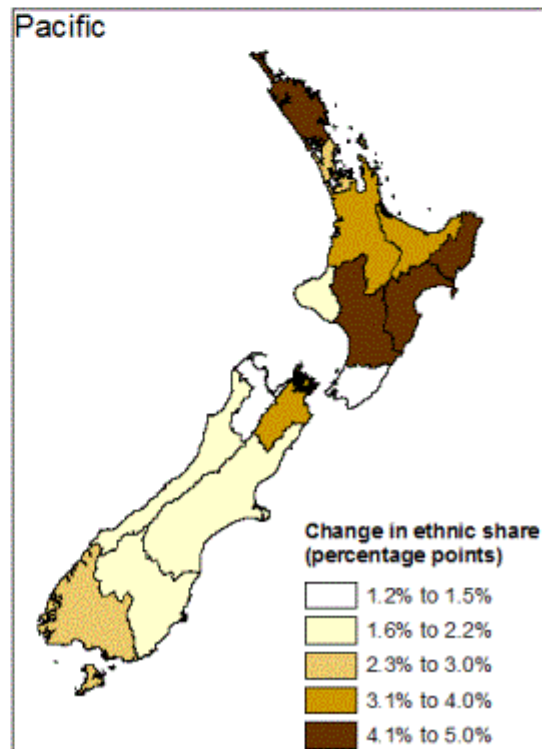 Pacific
Change in ethnic share
(percentage points)
1.2% to 1.5%
1.6% to 2.2%
2.3% to 3.0%
3.1% to 4.0%
4.1% to 5.0%